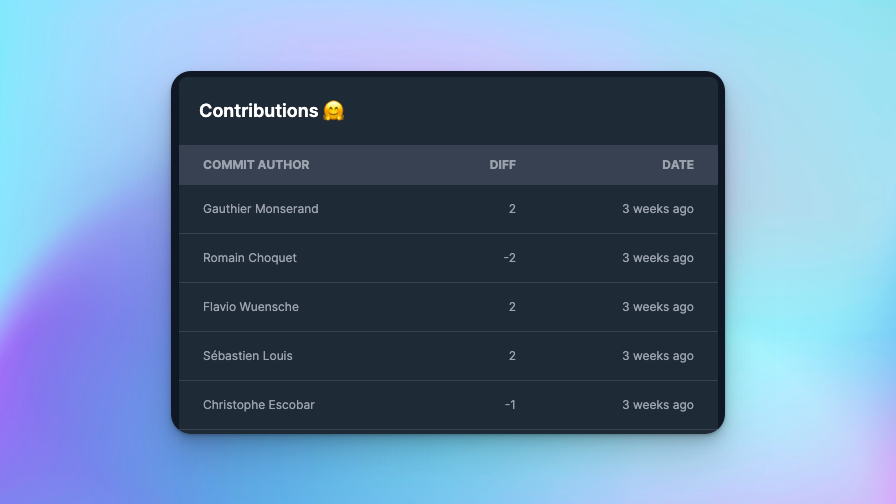 Contributions 🤗
COMMIT AUTHOR DIFF DATE
Gauthier Monserand 2 3 weeks ago
Romain Choquet -2 3 weeks ago
Flavio Wuensche 2 3 weeks ago
Sébastien Louis 2 3 weeks ago
Christophe Escobar -1 3 weeks ago